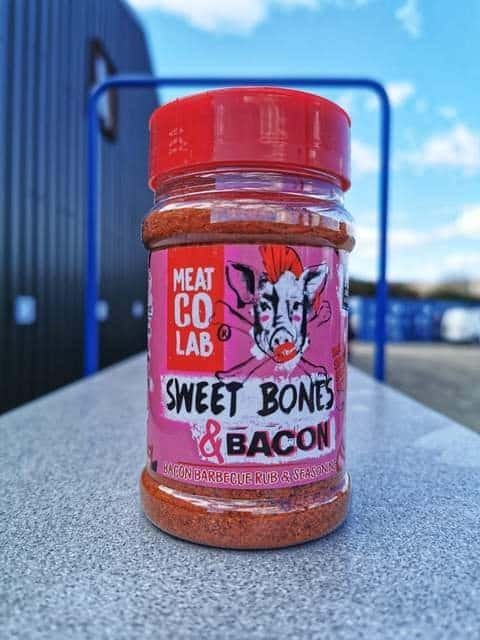 MEAT
CO
LAB
®
SWEET BONES
& BACON
BACON BARBECUE RUB & SEASONING